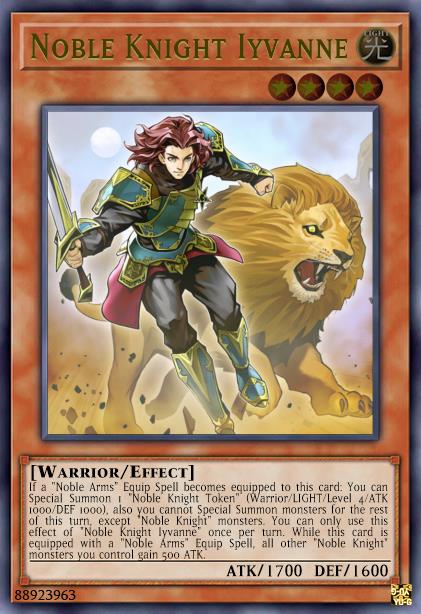 Noble Knight Iyvanne
LIGHT
光
[Warrior/Effect]
If a "Noble Arms" Equip Spell becomes equipped to this card: You can
Special Summon 1 "Noble Knight Token" (Warrior/LIGHT/Level 4/ATK
1000/DEF 1000), also you cannot Special Summon monsters for the rest
of this turn, except "Noble Knight" monsters. You can only use this
effect of "Noble Knight Iyvanne" once per turn. While this card is
equipped with a "Noble Arms" Equip Spell, all other "Noble Knight"
monsters you control gain 500 ATK.
ATK/1700 DEF/1600
88923963